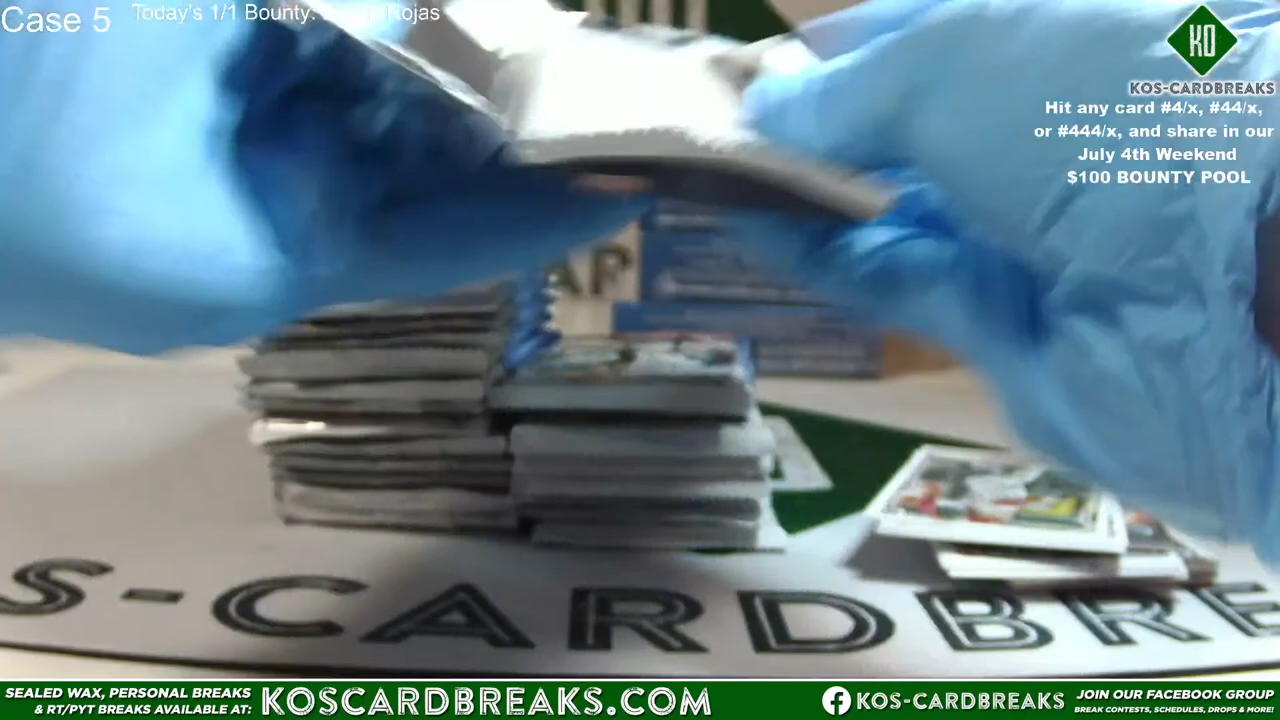 Case 5
Today's 1/1 Bounty: Rojas
KO
KOS-CARDBREAKS
Hit any card #4/x, #44/x,
or #444/x, and share in our
July 4th Weekend
$100 BOUNTY POOL
AP
S-CARDBRE
SEALED WAX, PERSONAL BREAKS
& RT/PYT BREAKS AVAILABLE AT:
KOSCARDBREAKS.COM
KOS-CARDBREAKS
JOIN OUR FACEBOOK GROUP
BREAK CONTESTS, SCHEDULES, DROPS & MORE!